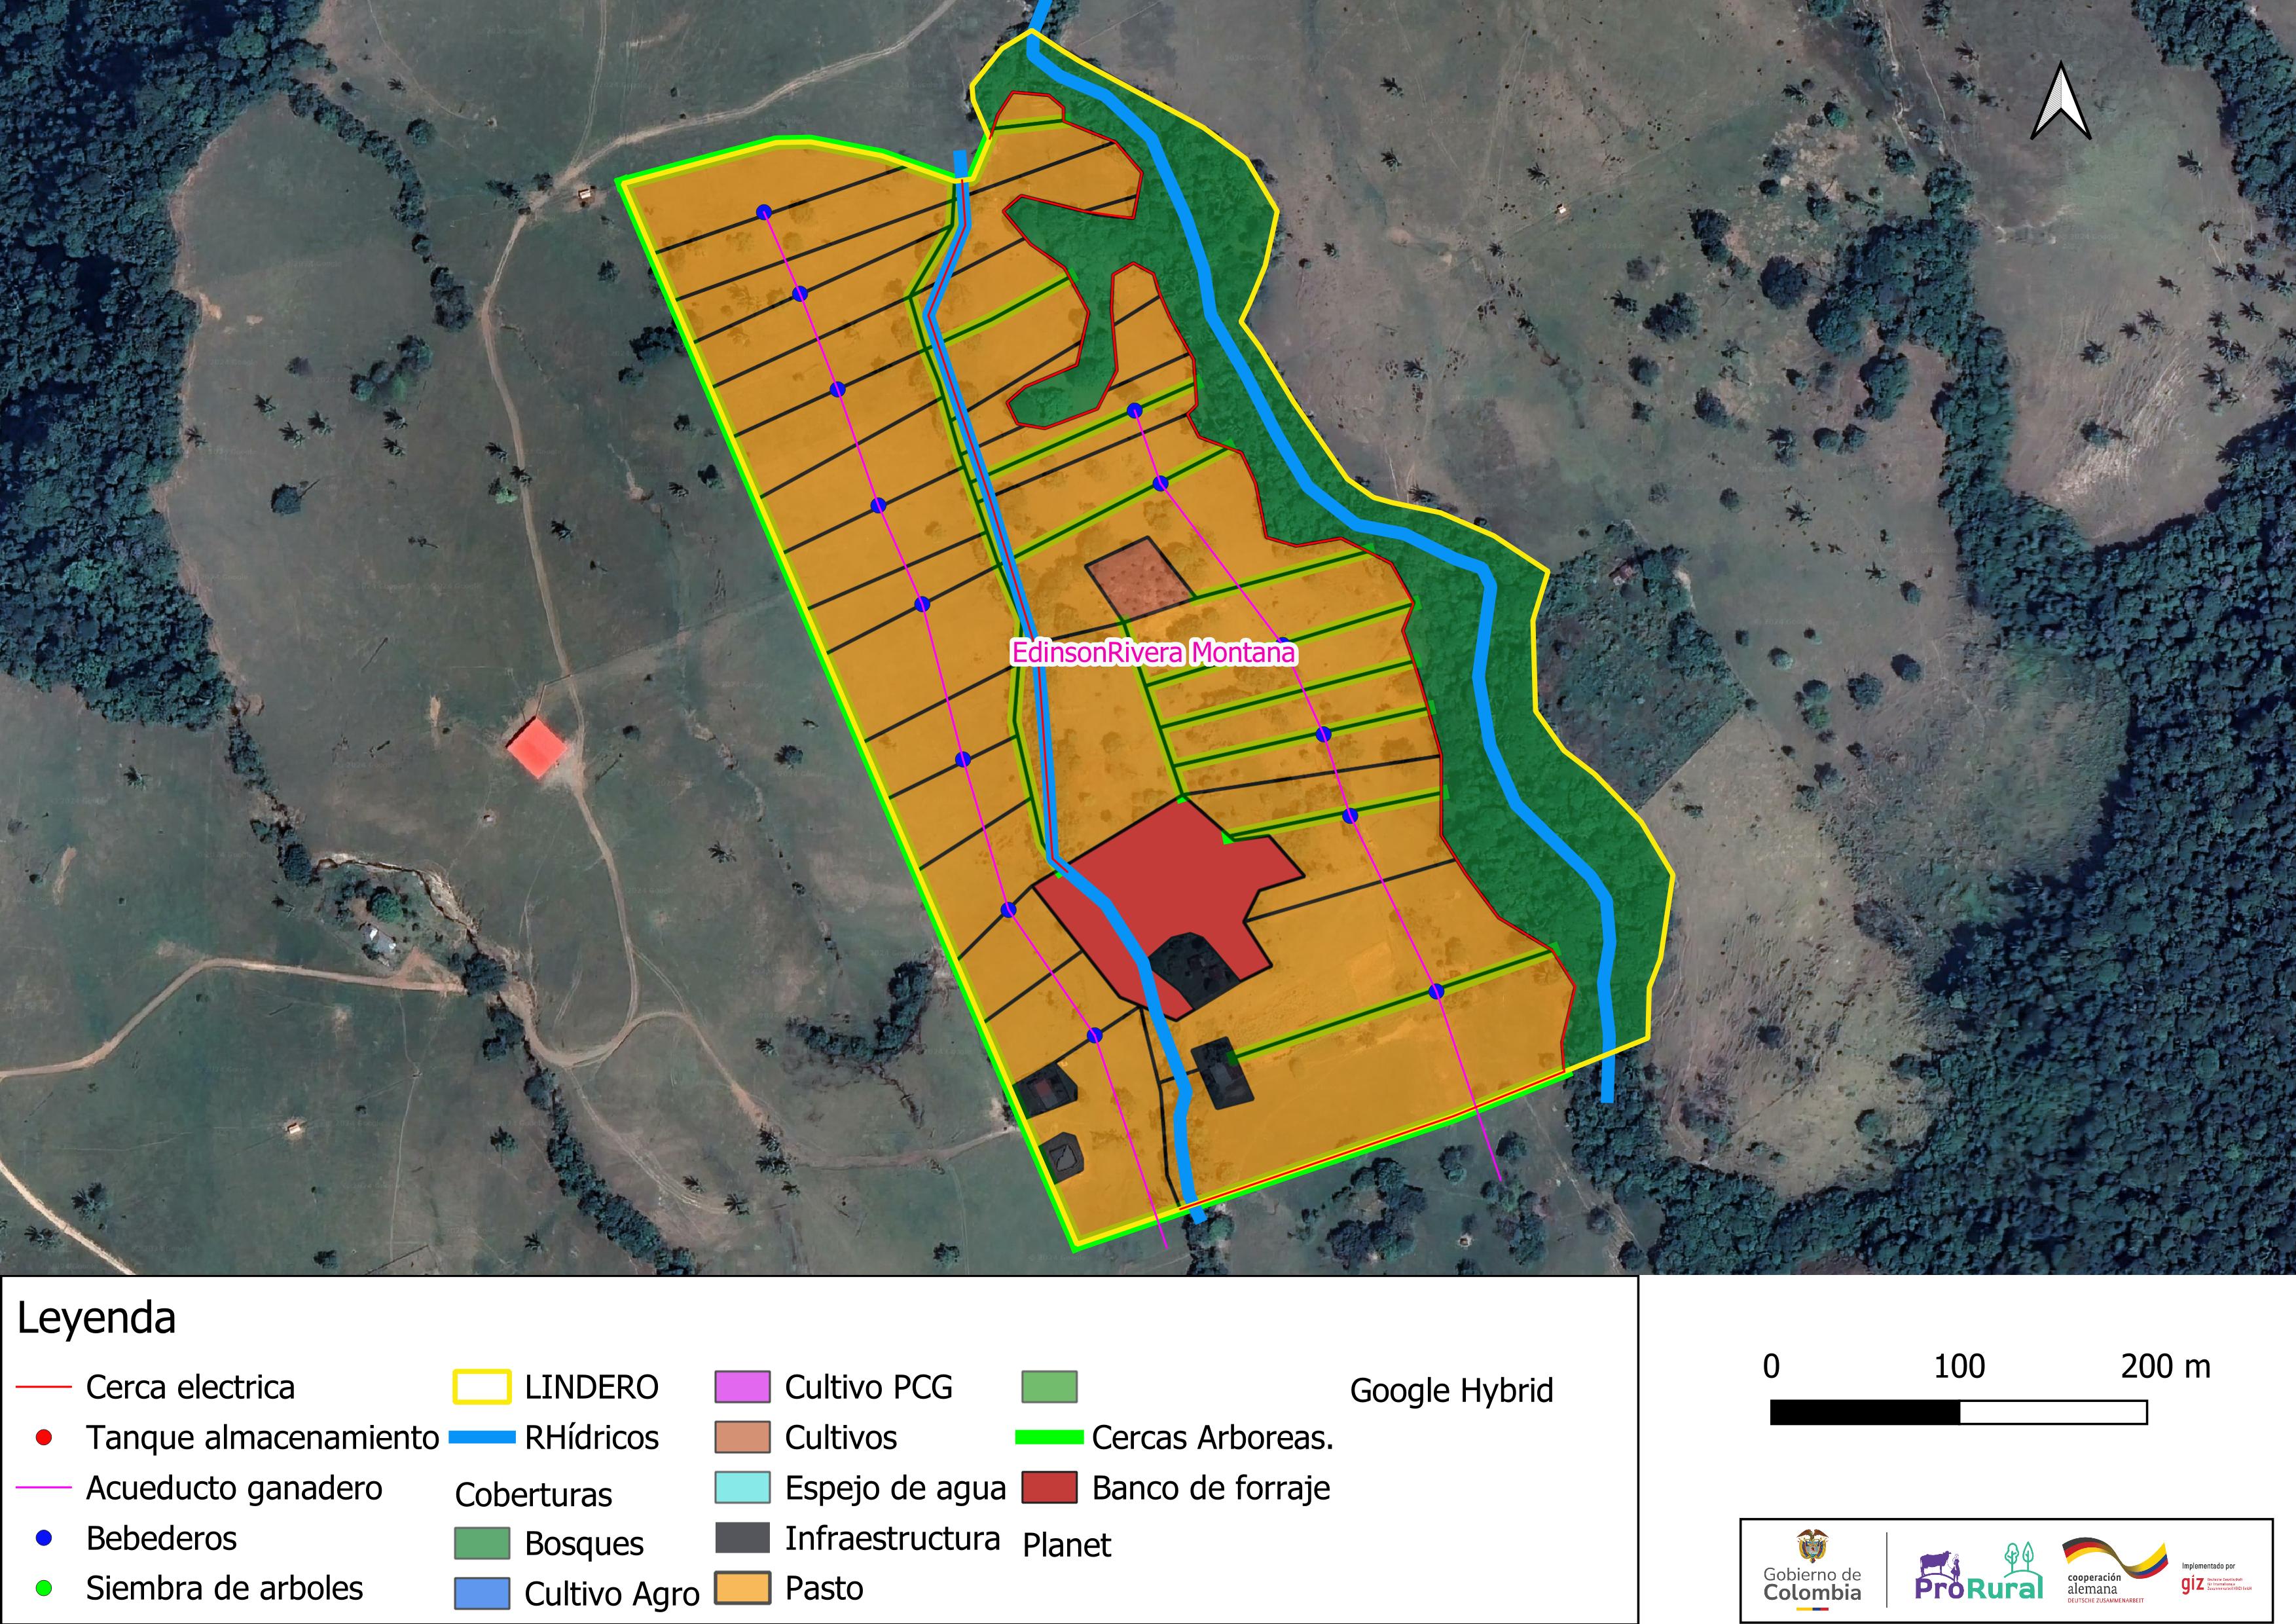 EdinsonRivera Montana
Leyenda
Cerca electrica
Tanque almacenamiento
Acueducto ganadero
Bebederos
Siembra de arboles
LINDERO
RHídricos
Coberturas
Bosques
Cultivo Agro
Cultivo PCG
Cultivos
Espejo de agua
Infraestructura
Pasto
Cercas Arboreas.
Banco de forraje
Planet
Google Hybrid
0 100 200 m
Gobierno de
Colombia
ProRural
cooperación
alemana
DEUTSCHE ZUSAMMENARBEIT
Implementado por
giz